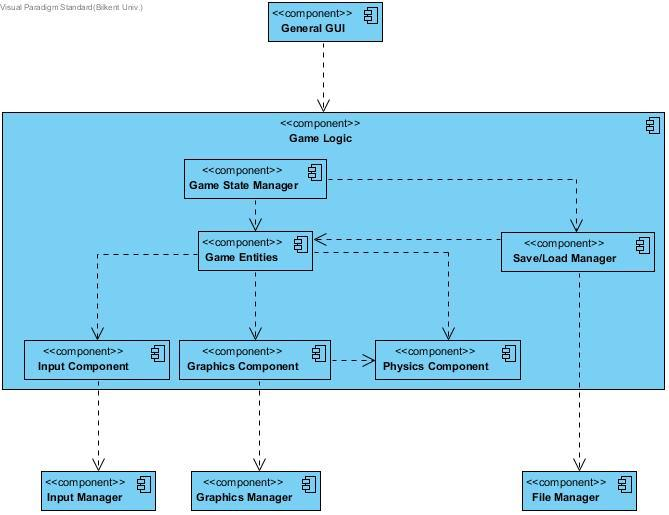 Visual Paradigm Standard(Bilkent Univ.)
<<component>>
General GUI
<<component>>
Game Logic
<<component>>
Game State Manager
<<component>>
Game Entities
<<component>>
Save/Load Manager
<<component>>
Input Component
<<component>>
Graphics Component
<<component>>
Physics Component
<<component>>
Input Manager
<<component>>
Graphics Manager
<<component>>
File Manager